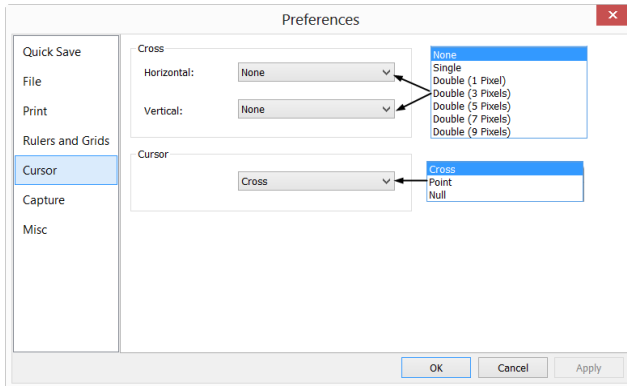 Preferences
Quick Save
File
Print
Rulers and Grids
Cursor
Capture
Misc
Cross
Horizontal:
None
Vertical:
None
None
Single
Double (1 Pixel)
Double (3 Pixels)
Double (5 Pixels)
Double (7 Pixels)
Double (9 Pixels)
Cursor
Cross
Cross
Point
Null
OK
Cancel
Apply